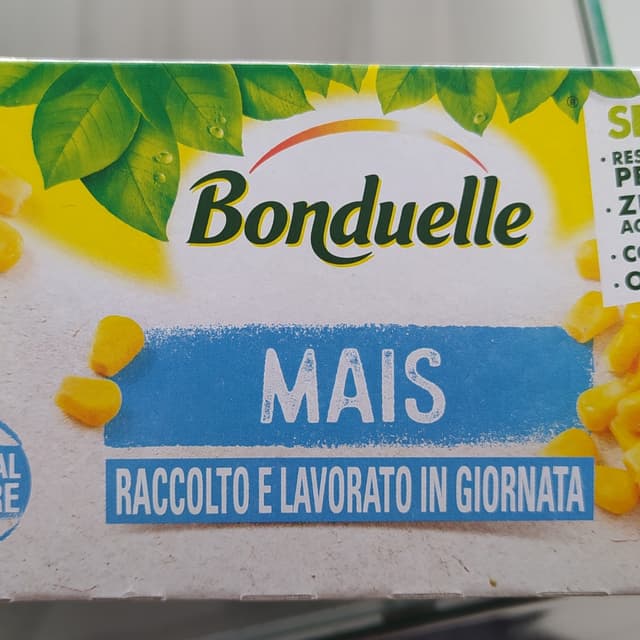 Bonduelle
®
MAIS
RACCOLTO E LAVORATO IN GIORNATA